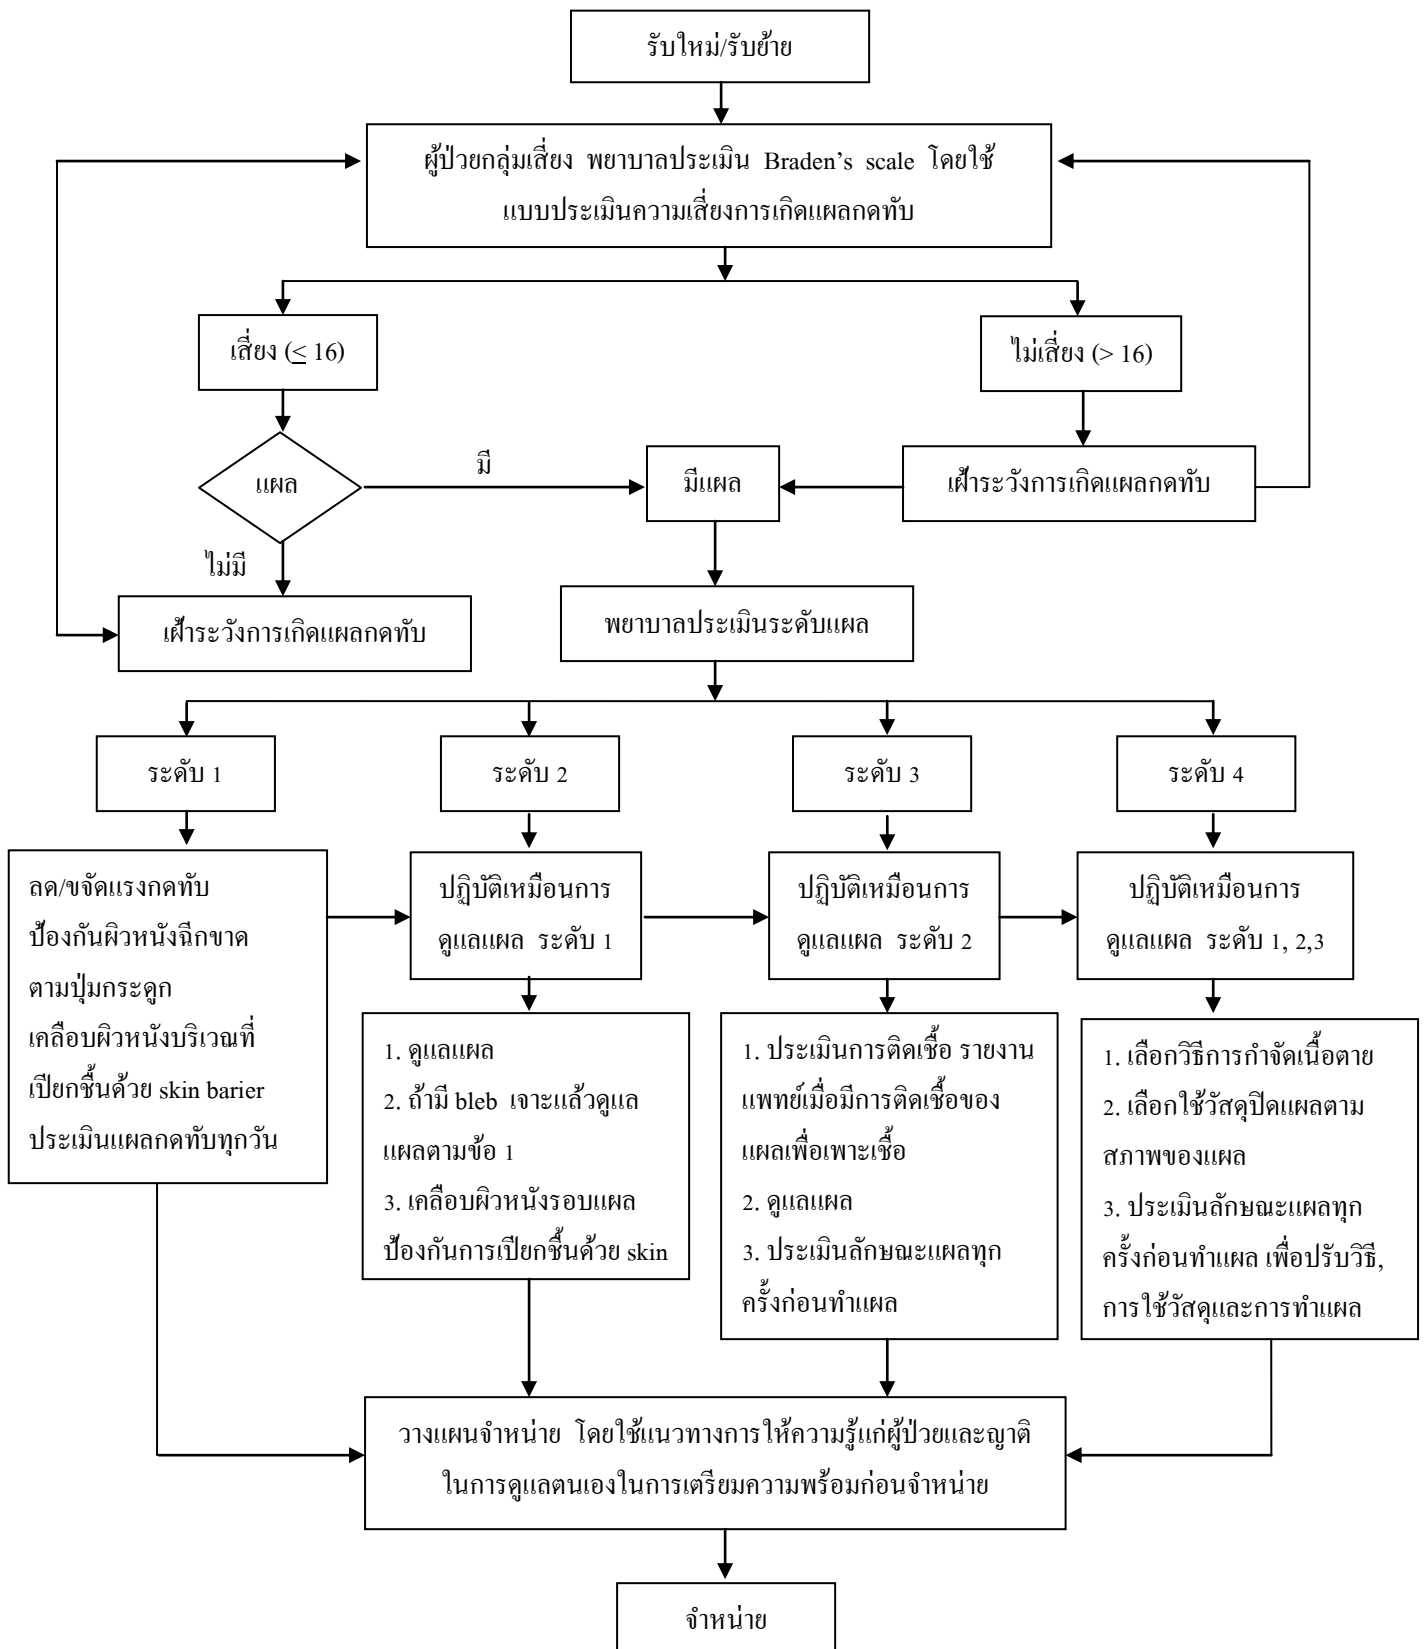 รับใหม่/รับย้าย
ผู้ป่วยกลุ่มเสี่ยง พยาบาลประเมิน Braden's scale โดยใช้
แบบประเมินความเสี่ยงการเกิดแผลกดทับ
เสี่ยง (≤ 16)
ไม่เสี่ยง (> 16)
แผล
มี
มีแผล
เฝ้าระวังการเกิดแผลกดทับ
ไม่มี
เฝ้าระวังการเกิดแผลกดทับ
พยาบาลประเมินระดับแผล
ระดับ 1
ระดับ 2
ระดับ 3
ระดับ 4
ลด/ขจัดแรงกดทับ
ป้องกันผิวหนังฉีกขาด
ตามปุ่มกระดูก
เคลือบผิวหนังบริเวณที่
เปียกชื้นด้วย skin barier
ประเมินแผลกดทับทุกวัน
ปฏิบัติเหมือนการ
ดูแลแผล ระดับ 1
ปฏิบัติเหมือนการ
ดูแลแผล ระดับ 2
ปฏิบัติเหมือนการ
ดูแลแผล ระดับ 1, 2,3
1. ดูแลแผล
2. ถ้ามี bleb เจาะแล้วดูแล
แผลตามข้อ 1
3. เคลือบผิวหนังรอบแผล
ป้องกันการเปียกชื้นด้วย skin
1. ประเมินการติดเชื้อ รายงาน
แพทย์เมื่อมีการติดเชื้อของ
แผลเพื่อเพาะเชื้อ
2. ดูแลแผล
3. ประเมินลักษณะแผลทุก
ครั้งก่อนทำแผล
1. เลือกวิธีการกำจัดเนื้อตาย
2. เลือกใช้วัสดุปิดแผลตาม
สภาพของแผล
3. ประเมินลักษณะแผลทุก
ครั้งก่อนทำแผล เพื่อปรับวิธี,
การใช้วัสดุและการทำแผล
วางแผนจำหน่าย โดยใช้แนวทางการให้ความรู้แก่ผู้ป่วยและญาติ
ในการดูแลตนเองในการเตรียมความพร้อมก่อนจำหน่าย
จำหน่าย